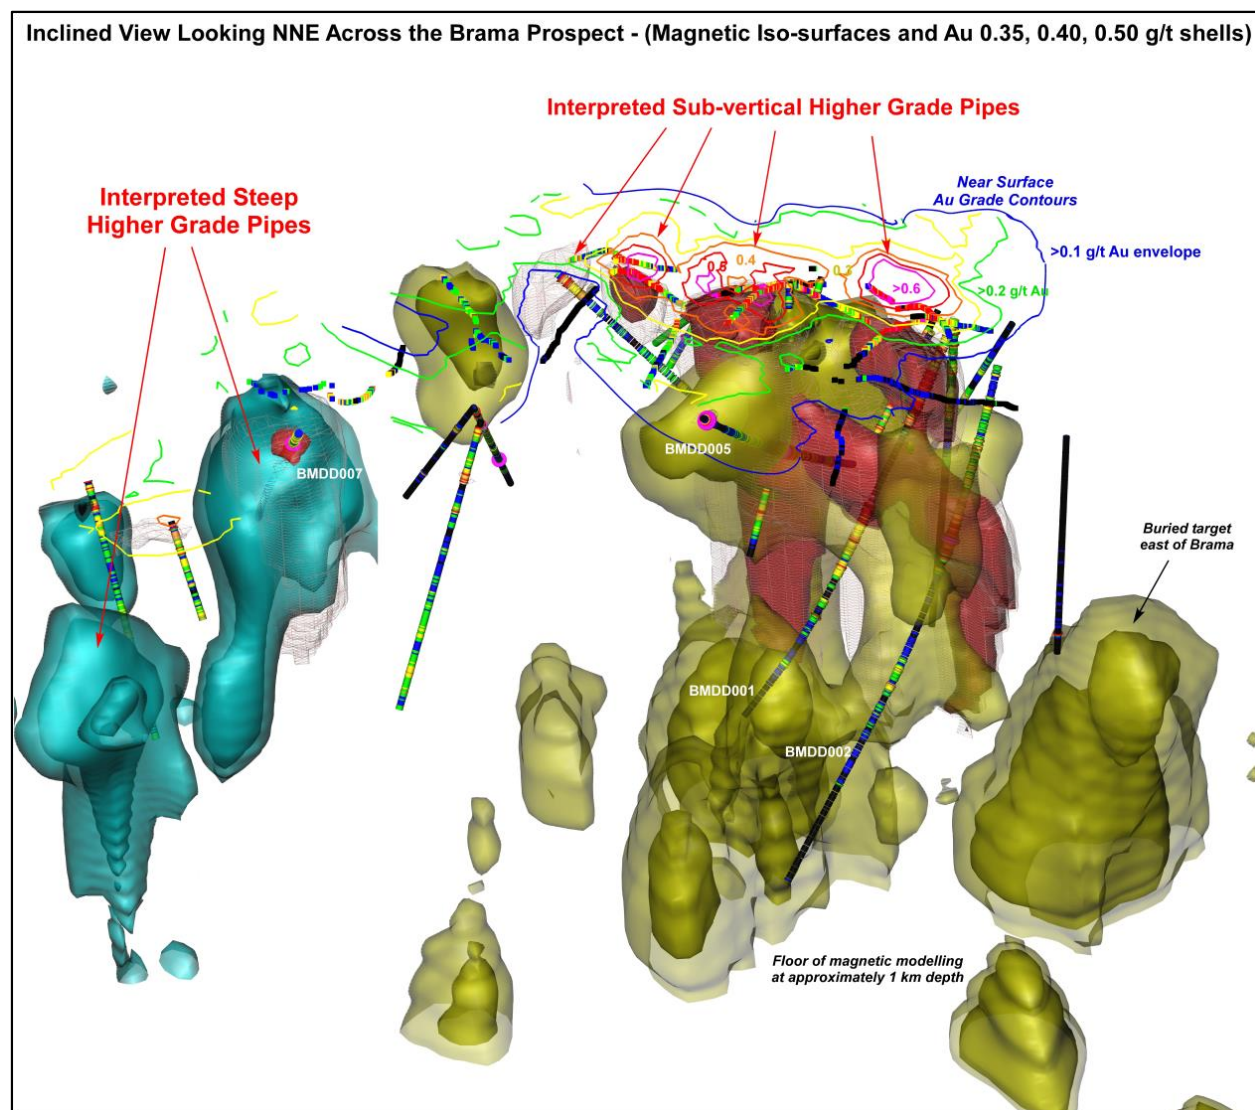 Inclined View Looking NNE Across the Brama Prospect - (Magnetic Iso-surfaces and Au 0.35, 0.40, 0.50 g/t shells)
Interpreted Sub-vertical Higher Grade Pipes
Interpreted Steep
Higher Grade Pipes
Near Surface
Au Grade Contours
>0.1 g/t Au envelope
0.5
0.4
0.3
>0.6
>0.2 g/t Au
BMDD005
BMDD007
Buried target
east of Brama
BMDD001
BMDD002
Floor of magnetic modelling
at approximately 1 km depth